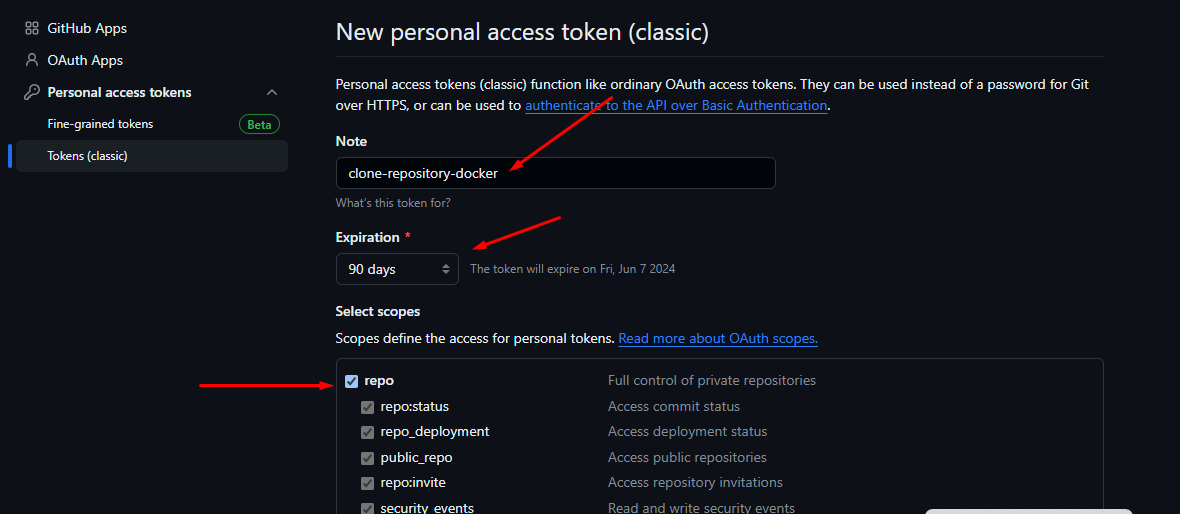 GitHub Apps
OAuth Apps
Personal access tokens
Fine-grained tokens Beta
Tokens (classic)
New personal access token (classic)
Personal access tokens (classic) function like ordinary OAuth access tokens. They can be used instead of a password for Git
over HTTPS, or can be used to authenticate to the API over Basic Authentication.
Note
clone-repository-docker
What's this token for?
Expiration *
90 days The token will expire on Fri, Jun 7 2024
Select scopes
Scopes define the access for personal tokens. Read more about OAuth scopes.
repo Full control of private repositories
repo:status Access commit status
repo_deployment Access deployment status
public_repo Access public repositories
repo:invite Access repository invitations
security_events Read and write security events